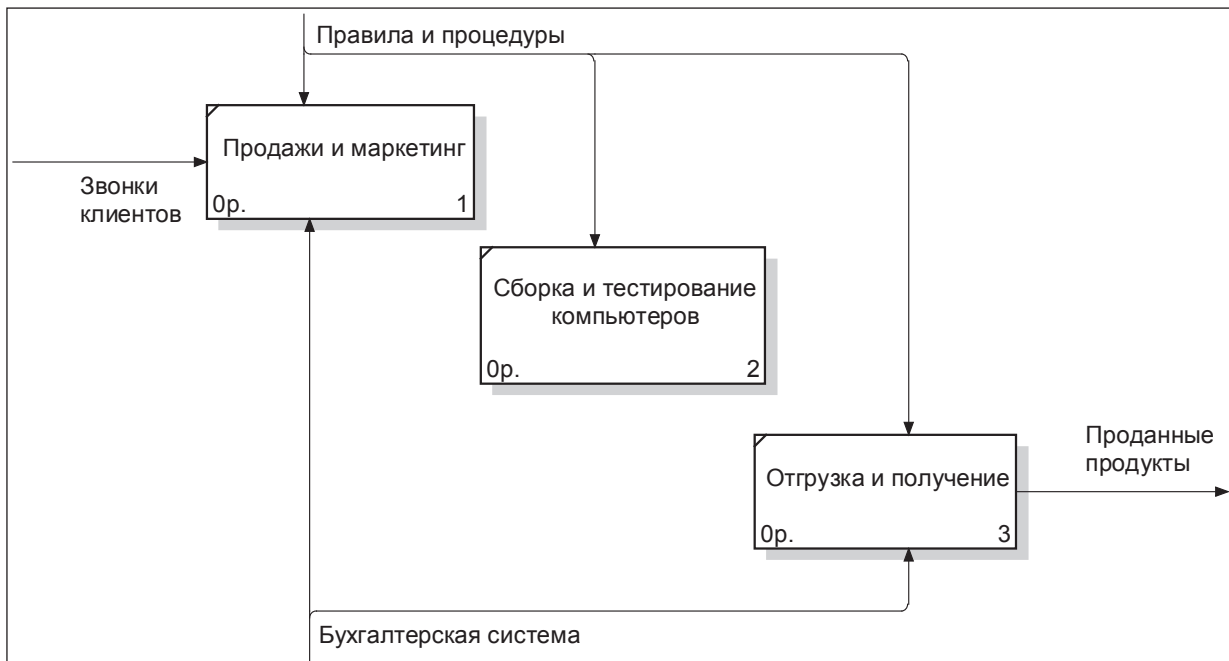 Правила и процедуры
Продажи и маркетинг
0р. 1
Звонки
клиентов
Сборка и тестирование
компьютеров
0р. 2
Отгрузка и получение
0р. 3
Проданные
продукты
Бухгалтерская система